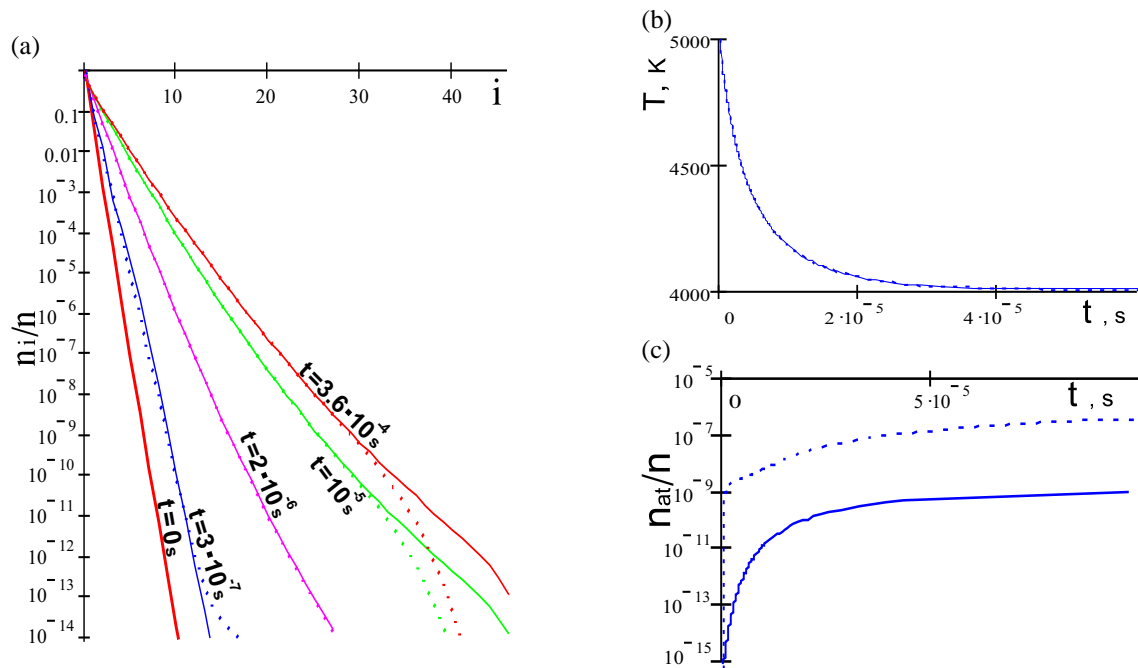 (a)
10 20 30 40 i
0.1
0.01
10⁻³
10⁻⁴
10⁻⁵
10⁻⁶
10⁻⁷
10⁻⁸
10⁻⁹
10⁻¹⁰
10⁻¹¹
10⁻¹²
10⁻¹³
10⁻¹⁴
nᵢ/n
t=0s
t=3·10⁻⁷s
t=2·10⁻⁶s
t=10⁻⁵s
t=3.6·10⁻⁴s
(b)
5000
4500
4000
T, K
0 2·10⁻⁵ 4·10⁻⁵ t, s
(c)
10⁻⁵
10⁻⁷
10⁻⁹
10⁻¹¹
10⁻¹³
10⁻¹⁵
nat/n
0 5·10⁻⁵ t, s